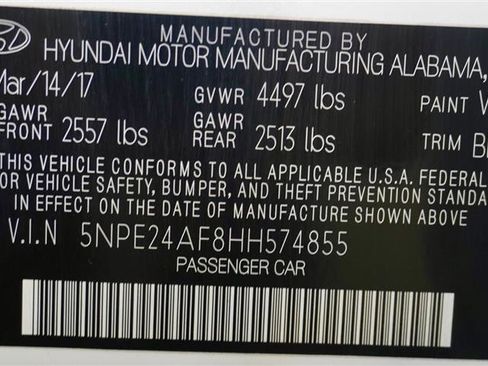 MANUFACTURED BY
HYUNDAI MOTOR MANUFACTURING ALABAMA,
Mar/14/17 GVWR 4497 lbs PAINT
GAWR FRONT 2557 lbs GAWR REAR 2513 lbs TRIM
THIS VEHICLE CONFORMS TO ALL APPLICABLE U.S.A. FEDERAL
VEHICLE SAFETY, BUMPER, AND THEFT PREVENTION
IN EFFECT ON THE DATE OF MANUFACTURE SHOWN ABOVE
V.I.N 5NPE24AF8HH574855
PASSENGER CAR